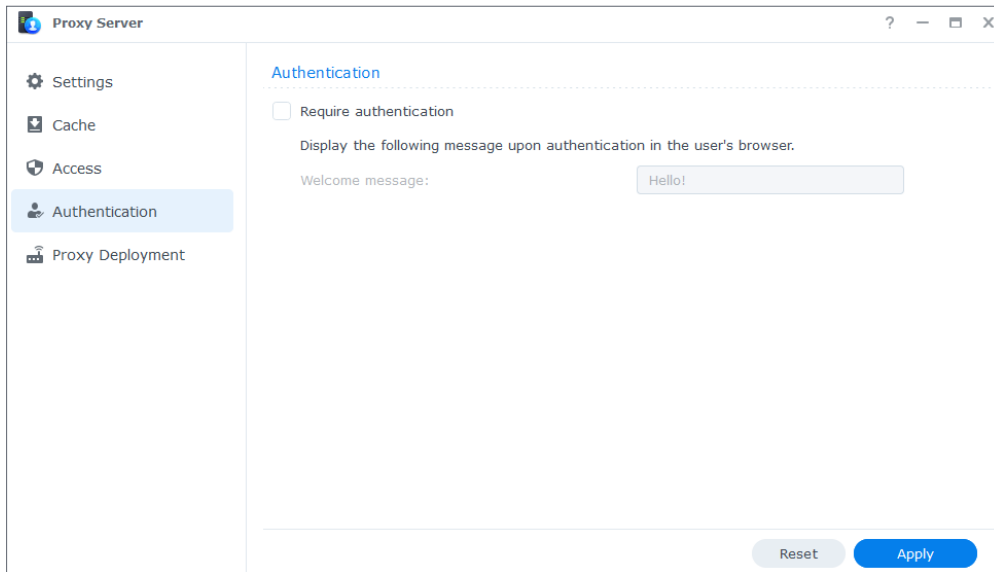 Proxy Server
Settings
Cache
Access
Authentication
Proxy Deployment
Authentication
Require authentication
Display the following message upon authentication in the user's browser.
Welcome message: Hello!
Reset Apply